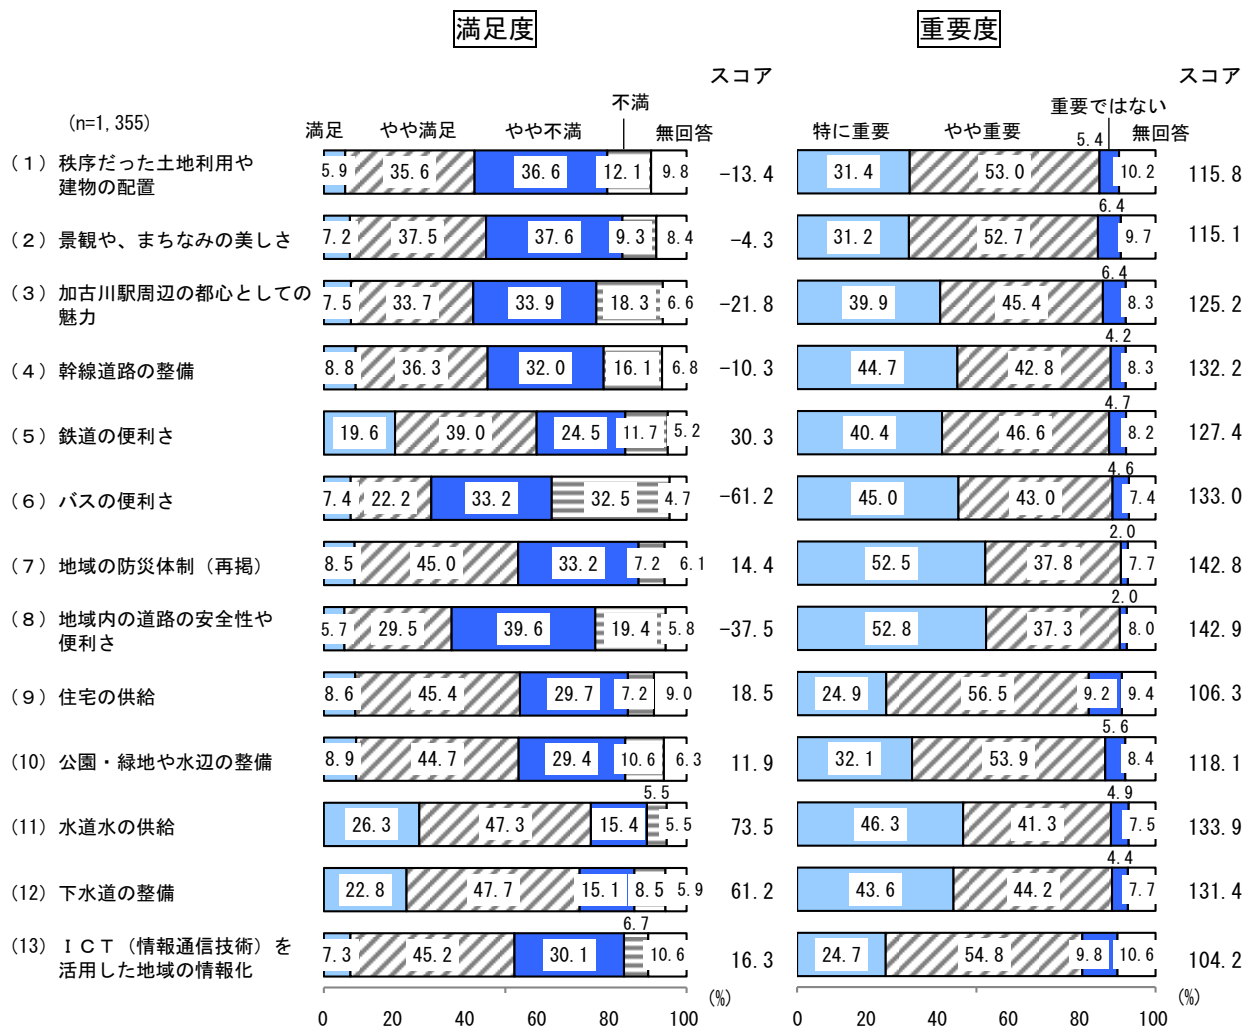 満足度 重要度
スコア スコア
不満 重要ではない
(n=1,355) 満足 やや満足 やや不満 無回答 特に重要 やや重要 無回答
5.4
(1) 秩序だった土地利用や
建物の配置 5.9 35.6 36.6 12.1 9.8 -13.4 31.4 53.0 10.2 115.8
6.4
(2) 景観や、まちなみの美しさ 7.2 37.5 37.6 9.3 8.4 -4.3 31.2 52.7 9.7 115.1
6.4
(3) 加古川駅周辺の都心としての
魅力 7.5 33.7 33.9 18.3 6.6 -21.8 39.9 45.4 8.3 125.2
4.2
(4) 幹線道路の整備 8.8 36.3 32.0 16.1 6.8 -10.3 44.7 42.8 8.3 132.2
4.7
(5) 鉄道の便利さ 19.6 39.0 24.5 11.7 5.2 30.3 40.4 46.6 8.2 127.4
4.6
(6) バスの便利さ 7.4 22.2 33.2 32.5 4.7 -61.2 45.0 43.0 7.4 133.0
2.0
(7) 地域の防災体制(再掲) 8.5 45.0 33.2 7.2 6.1 14.4 52.5 37.8 7.7 142.8
2.0
(8) 地域内の道路の安全性や
便利さ 5.7 29.5 39.6 19.4 5.8 -37.5 52.8 37.3 8.0 142.9
(9) 住宅の供給 8.6 45.4 29.7 7.2 9.0 18.5 24.9 56.5 9.2 9.4 106.3
5.6
(10) 公園・緑地や水辺の整備 8.9 44.7 29.4 10.6 6.3 11.9 32.1 53.9 8.4 118.1
5.5 4.9
(11) 水道水の供給 26.3 47.3 15.4 5.5 73.5 46.3 41.3 7.5 133.9
4.4
(12) 下水道の整備 22.8 47.7 15.1 8.5 5.9 61.2 43.6 44.2 7.7 131.4
6.7
(13) ICT(情報通信技術)を
活用した地域の情報化 7.3 45.2 30.1 10.6 16.3 24.7 54.8 9.8 10.6 104.2
(%) (%)
0 20 40 60 80 100 0 20 40 60 80 100